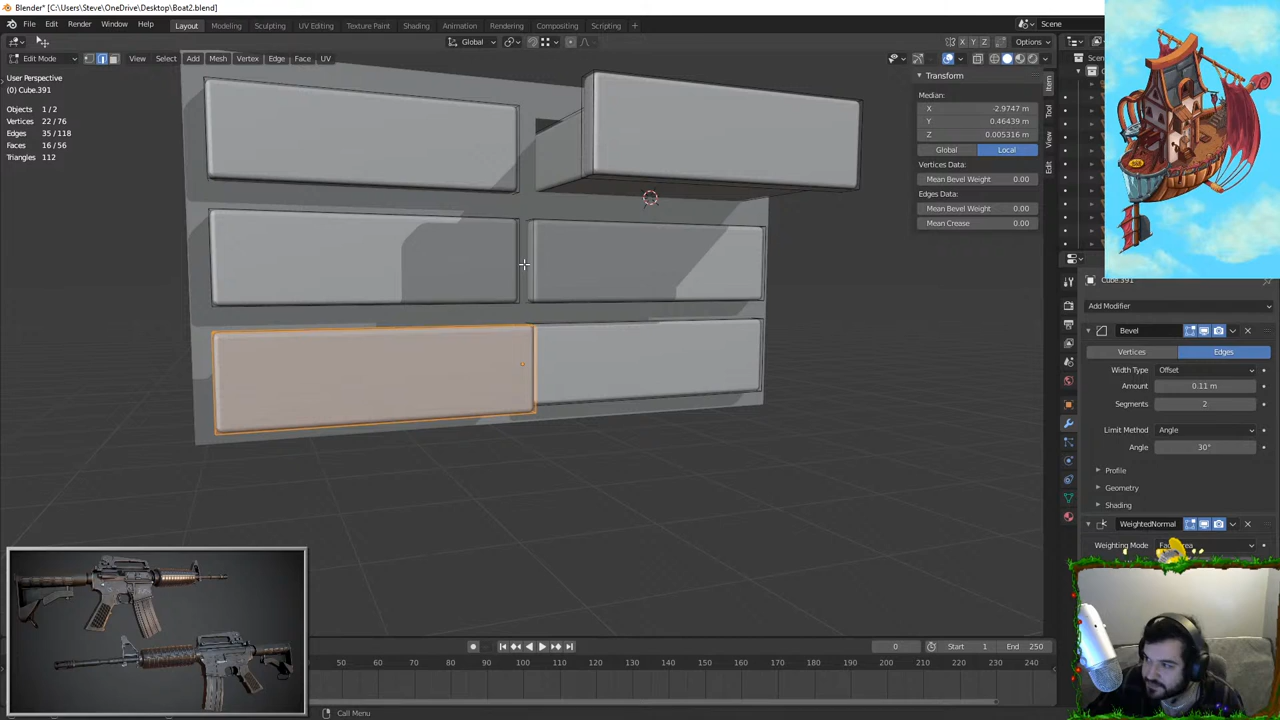 Blender* [C:\Users\Steve\OneDrive\Desktop\Boat2.blend]
File Edit Render Window Help Layout Modeling Sculpting UV Editing Texture Paint Shading Animation Rendering Compositing Scripting Scene
Global X Y Z Options
Edit Mode View Select Add Mesh Vertex Edge Face UV
User Perspective
(0) Cube.391
Objects 1 / 2
Vertices 22 / 76
Edges 35 / 118
Faces 16 / 56
Triangles 112
Transform
Median:
X -2.9747 m
Y 0.46439 m
Z 0.005316 m
Global Local
Vertices Data:
Mean Bevel Weight 0.00
Edges Data:
Mean Bevel Weight 0.00
Mean Crease 0.00
Item
Tool
View
Edit
Cube.391
Add Modifier
Bevel
Vertices Edges
Width Type Offset
Amount 0.11 m
Segments 2
Limit Method Angle
Angle 30°
Profile
Geometry
Shading
WeightedNormal
Weighting Mode
0 Start 1 End 250
50 60 70 80 90 100 110 120 130 140 150 160 170 180 190 200 210 220 230 240 250
Call Menu